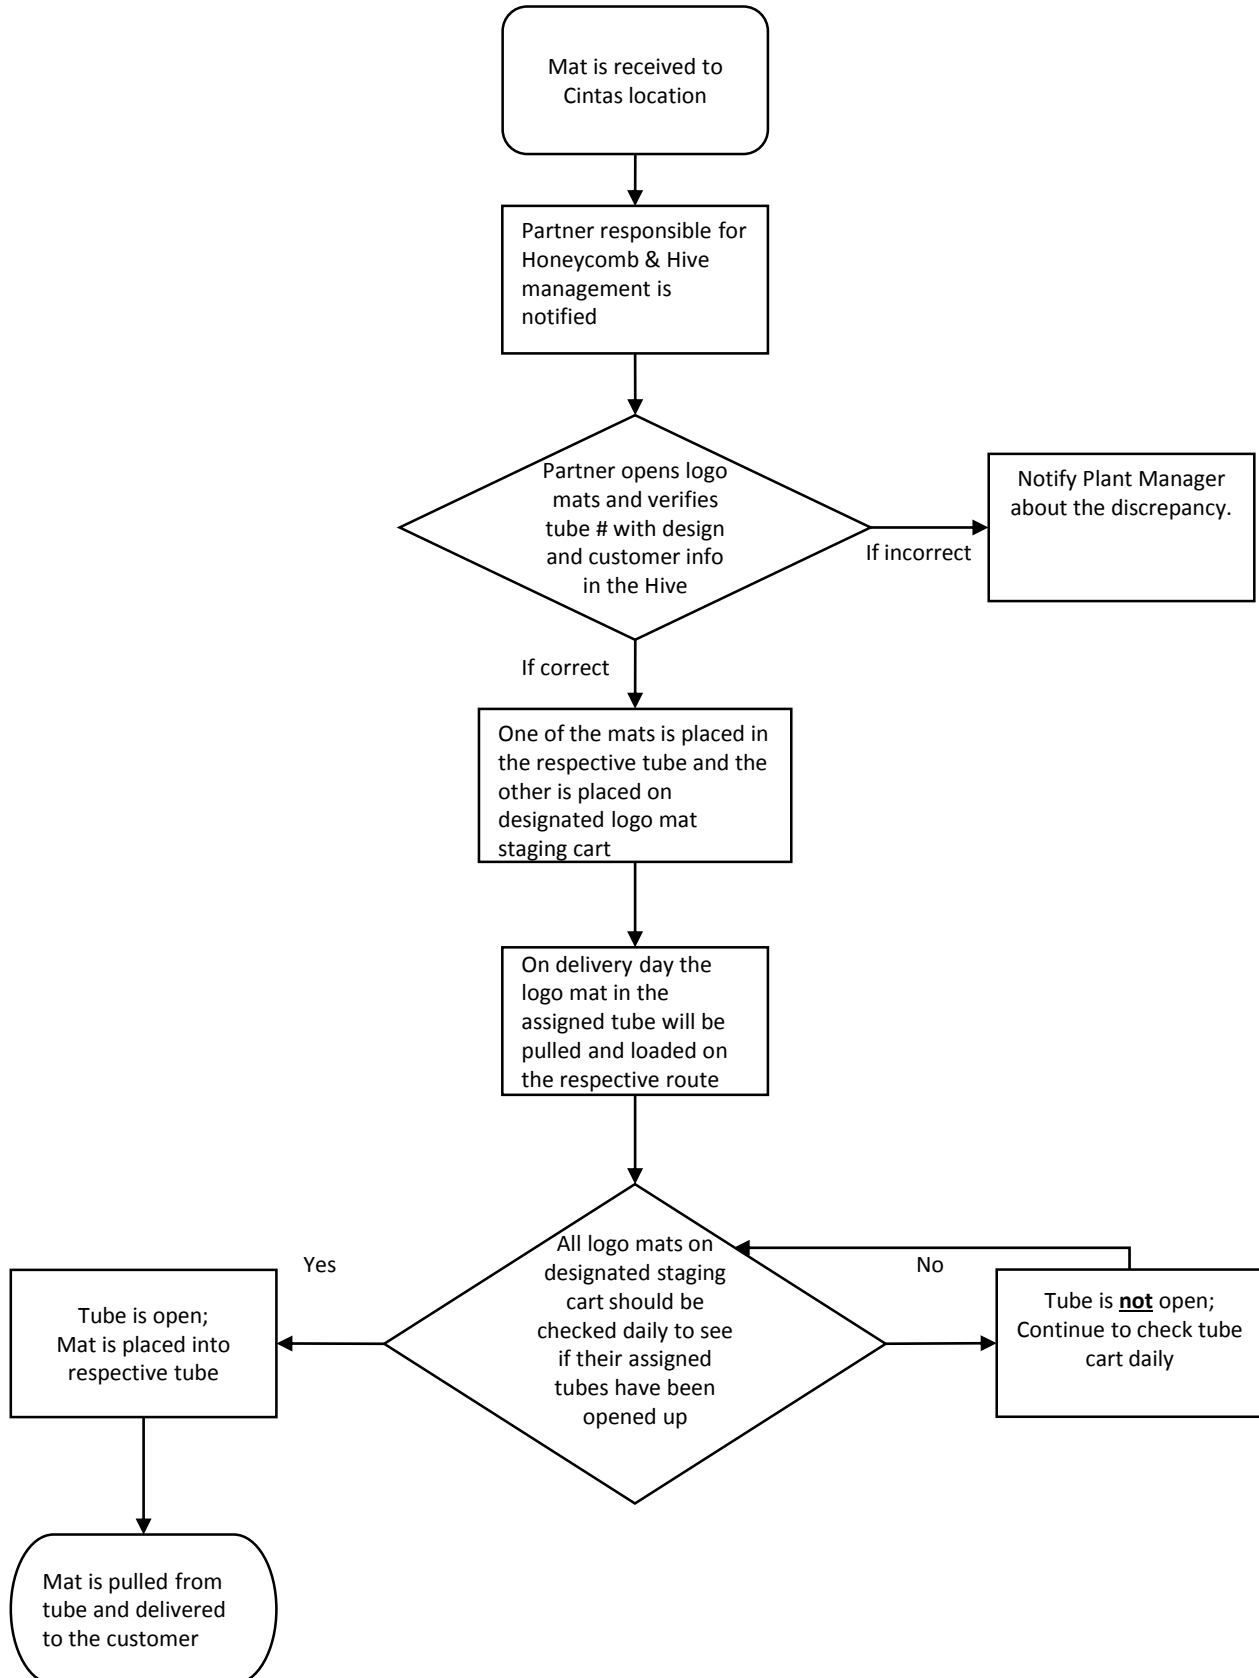 Mat is received to
Cintas location
Partner responsible for
Honeycomb & Hive
management is
notified
Partner opens logo
mats and verifies
tube # with design
and customer info
in the Hive
Notify Plant Manager
about the discrepancy.
If incorrect
If correct
One of the mats is placed in
the respective tube and the
other is placed on
designated logo mat
staging cart
On delivery day the
logo mat in the
assigned tube will be
pulled and loaded on
the respective route
All logo mats on
designated staging
cart should be
checked daily to see
if their assigned
tubes have been
opened up
Yes
No
Tube is open;
Mat is placed into
respective tube
Tube is not open;
Continue to check tube
cart daily
Mat is pulled from
tube and delivered
to the customer